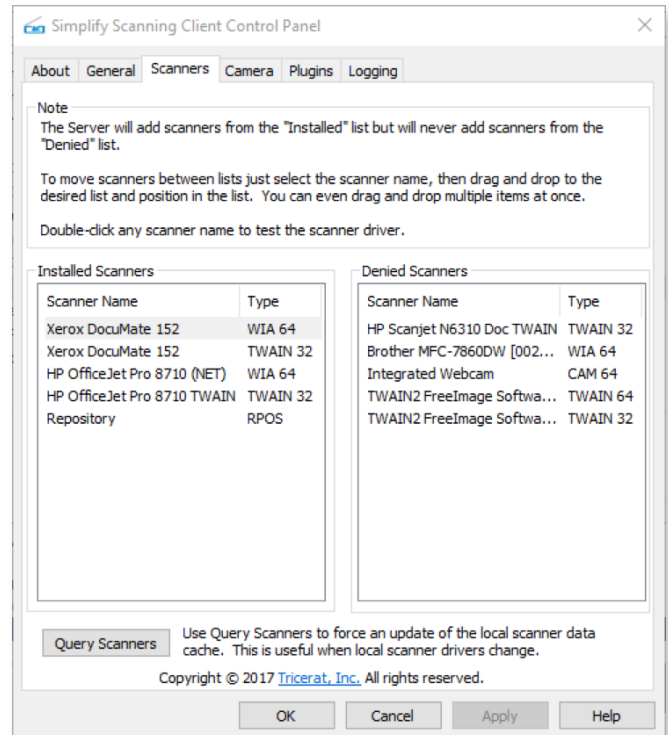 Simplify Scanning Client Control Panel
About General Scanners Camera Plugins Logging
Note
The Server will add scanners from the "Installed" list but will never add scanners from the
"Denied" list.
To move scanners between lists just select the scanner name, then drag and drop to the
desired list and position in the list. You can even drag and drop multiple items at once.
Double-click any scanner name to test the scanner driver.
Installed Scanners
Scanner Name Type
Xerox DocuMate 152 WIA 64
Xerox DocuMate 152 TWAIN 32
HP OfficeJet Pro 8710 (NET) WIA 64
HP OfficeJet Pro 8710 TWAIN TWAIN 32
Repository RPOS
Denied Scanners
Scanner Name Type
HP Scanjet N6310 Doc TWAIN TWAIN 32
Brother MFC-7860DW [002... WIA 64
Integrated Webcam CAM 64
TWAIN2 FreeImage Softwa... TWAIN 64
TWAIN2 FreeImage Softwa... TWAIN 32
Query Scanners
Use Query Scanners to force an update of the local scanner data
cache. This is useful when local scanner drivers change.
Copyright © 2017 Tricerat, Inc. All rights reserved.
OK Cancel Apply Help